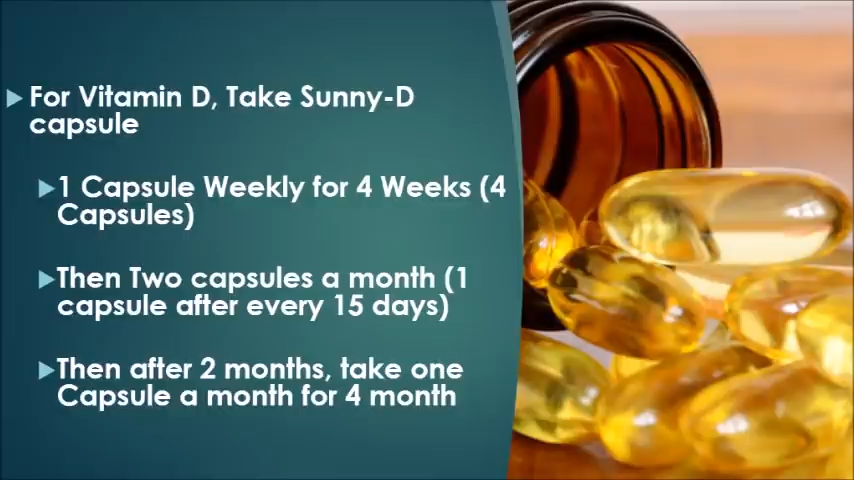 For Vitamin D, Take Sunny-D
capsule
1 Capsule Weekly for 4 Weeks (4
Capsules)
Then Two capsules a month (1
capsule after every 15 days)
Then after 2 months, take one
Capsule a month for 4 month